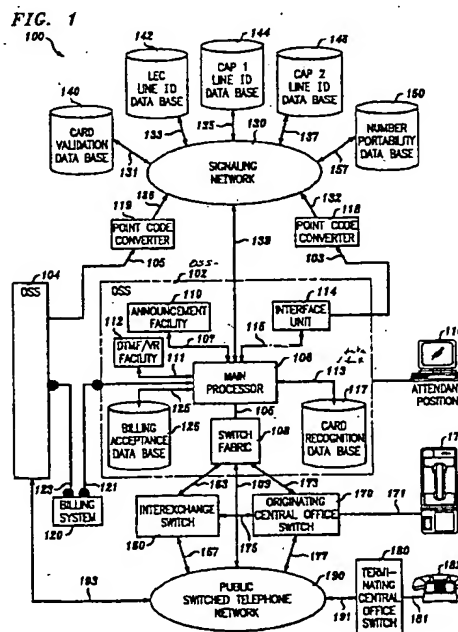 FIG. 1
100
142
LEC
LINE ID
DATA BASE
144
CAP 1
LINE ID
DATA BASE
148
CAP 2
LINE ID
DATA BASE
140
CARD
VALIDATION
DATA BASE
150
NUMBER
PORTABILITY
DATA BASE
133
135
130
137
131
157
SIGNALING
NETWORK
119
126
POINT CODE
CONVERTER
132
118
POINT CODE
CONVERTER
104
105
139
103
OSS
102
OSS
ANNOUNCEMENT
FACILITY
110
114
INTERFACE
UNIT
112
DTMF/VR
FACILITY
107
115
111
106
MAIN
PROCESSOR
113
117
ATTENDANT
POSITION
125
BILLING
ACCEPTANCE
DATA BASE
126
105
SWITCH
FABRIC
108
CARD
RECOGNITION
DATA BASE
123
121
BILLING
SYSTEM
120
163
109
173
INTEREXCHANGE
SWITCH
160
175
ORIGINATING
CENTRAL OFFICE
SWITCH
170
171
167
177
193
PUBLIC
SWITCHED TELEPHONE
NETWORK
190
180
TERMI-
NATING
CENTRAL
OFFICE
SWITCH
191
181